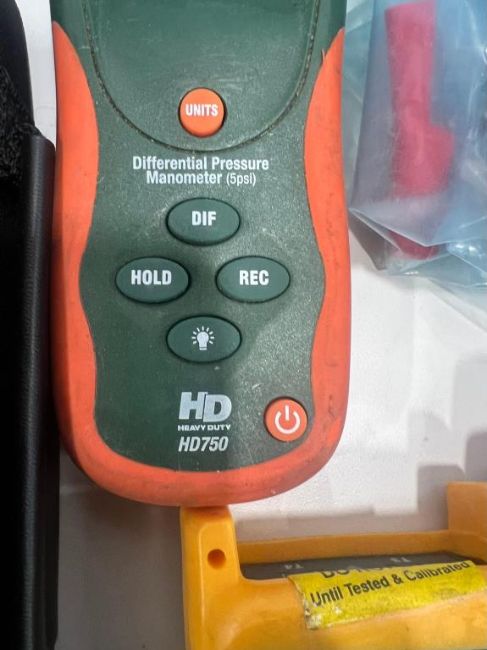 UNITS
Differential Pressure
Manometer (5psi)
DIF
HOLD
REC
HD
HEAVY DUTY
HD750
Until Tested & Calibrated